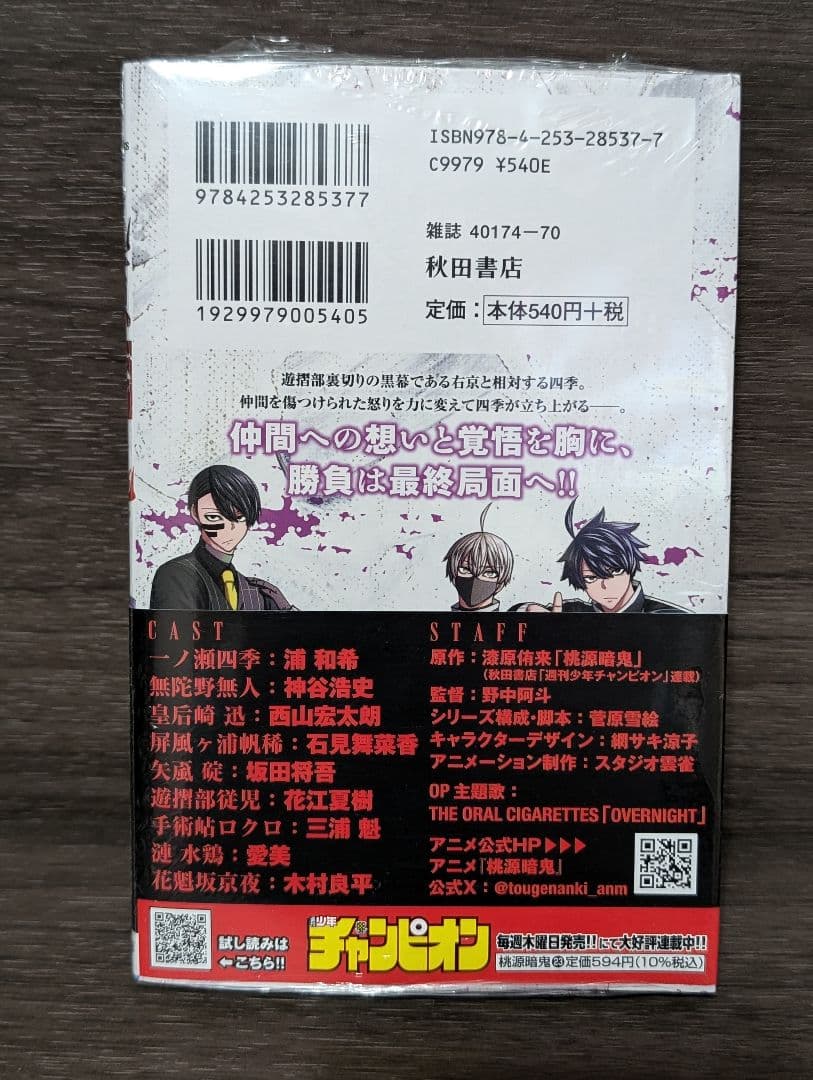 ISBN978-4-253-28537-7
C9979 ¥540E
9784253285377
雑誌 40174-70
秋田書店
1929979005405
定価：本体540円＋税
遊摺部裏切りの黒幕である右京と相対する四季。
仲間を傷つけられた怒りを力に変えて四季が立ち上がる――。
仲間への想いと覚悟を胸に、
勝負は最終局面へ!!
CAST
一ノ瀬四季：浦 和希
無陀野無人：神谷浩史
皇后崎 迅：西山宏太朗
屏風ヶ浦帆稀：石見舞菜香
矢颪 碇：坂田将吾
遊摺部従児：花江夏樹
手術岾ロクロ：三浦 魁
漣 水鶏：愛美
花魁坂京夜：木村良平
STAFF
原作：漆原侑来「桃源暗鬼」
（秋田書店「週刊少年チャンピオン」連載）
監督：野中阿斗
シリーズ構成・脚本：菅原雪絵
キャラクターデザイン：網サキ涼子
アニメーション制作：スタジオ雲雀
OP 主題歌：
THE ORAL CIGARETTES「OVERNIGHT」
アニメ公式HP▶▶▶
アニメ『桃源暗鬼』
公式X：@tougenanki_anm
試し読みは
←こちら!!
少年チャンピオン
毎週木曜日発売!!にて大好評連載中!!
桃源暗鬼㉓定価594円（10％税込）